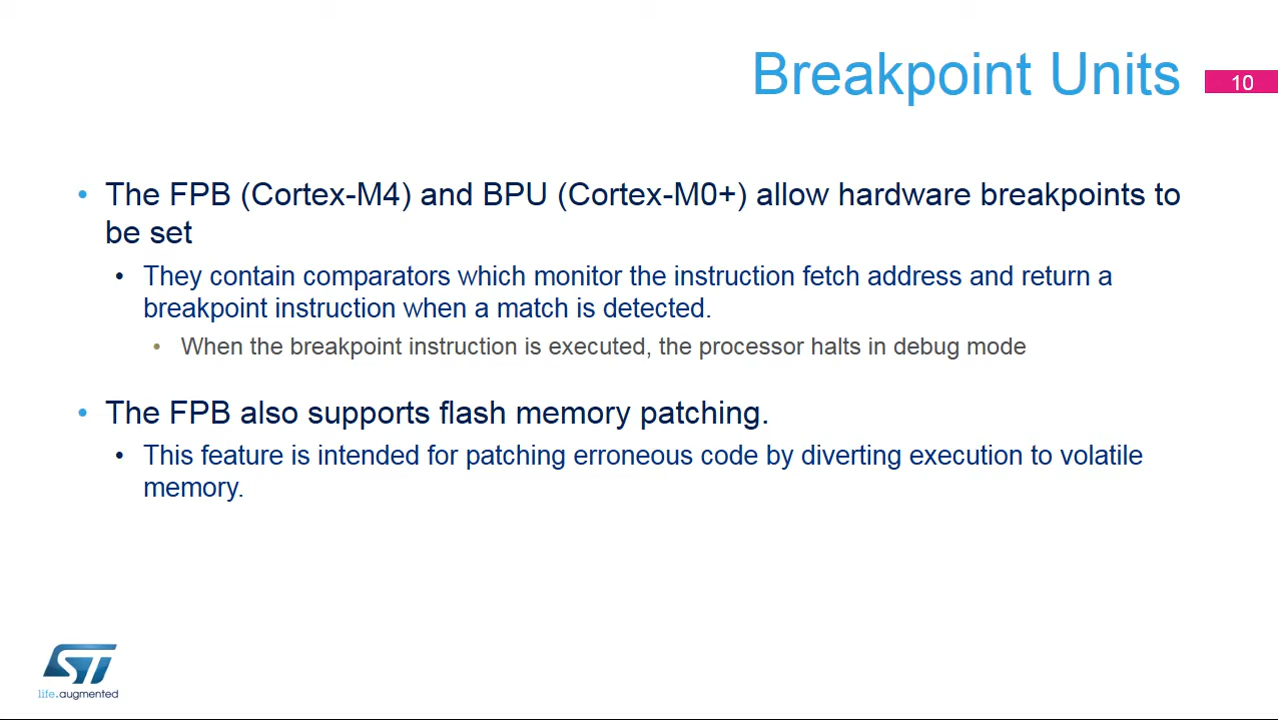 Breakpoint Units
10
• The FPB (Cortex-M4) and BPU (Cortex-M0+) allow hardware breakpoints to
be set
• They contain comparators which monitor the instruction fetch address and return a
breakpoint instruction when a match is detected.
• When the breakpoint instruction is executed, the processor halts in debug mode
• The FPB also supports flash memory patching.
• This feature is intended for patching erroneous code by diverting execution to volatile
memory.
ST
life.augmented